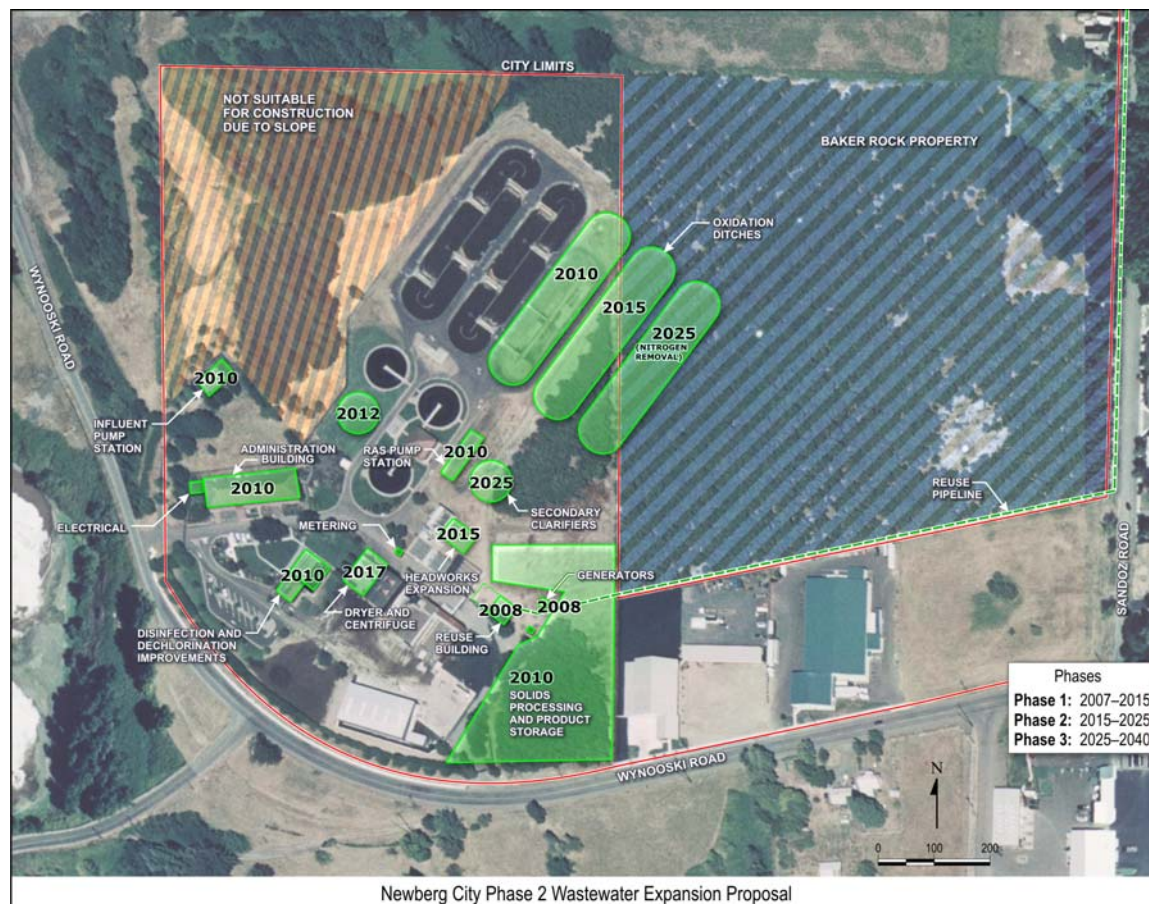 CITY LIMITS
NOT SUITABLE
FOR CONSTRUCTION
DUE TO SLOPE
BAKER ROCK PROPERTY
OXIDATION
DITCHES
2010
2015
2025
(NITROGEN
REMOVAL)
WYNOOSKI ROAD
2010
INFLUENT
PUMP
STATION
2012
ADMINISTRATION
BUILDING
2010
ELECTRICAL
RAS PUMP
STATION
2010
2025
SECONDARY
CLARIFIERS
REUSE
PIPELINE
METERING
2015
HEADWORKS
EXPANSION
2010
2017
DRYER AND
CENTRIFUGE
DISINFECTION AND
DECHLORINATION
IMPROVEMENTS
GENERATORS
2008
2008
REUSE
BUILDING
2010
SOLIDS
PROCESSING
AND PRODUCT
STORAGE
SANDOZ ROAD
WYNOOSKI ROAD
Phases
Phase 1: 2007–2015
Phase 2: 2015–2025
Phase 3: 2025–2040
N
0 100 200
Newberg City Phase 2 Wastewater Expansion Proposal